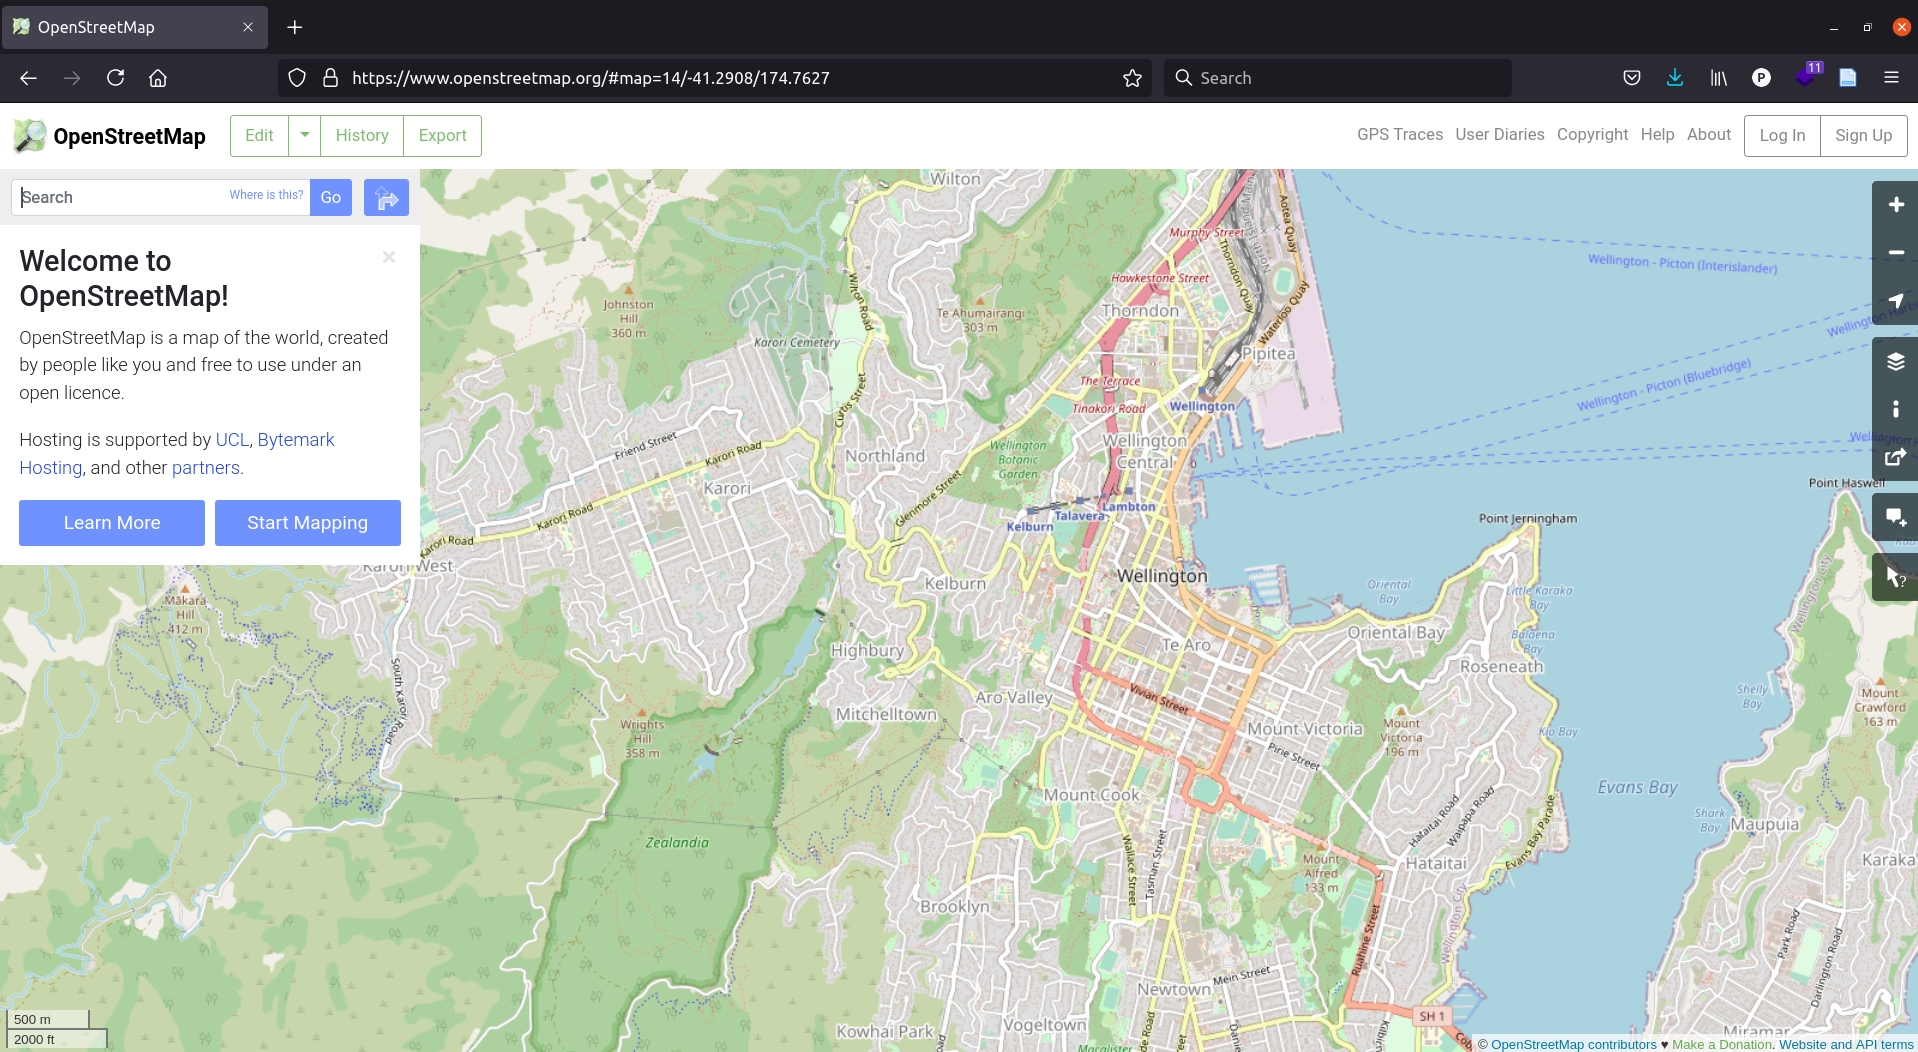 OpenStreetMap
https://www.openstreetmap.org/#map=14/-41.2908/174.7627
Search
P
11
OpenStreetMap
Edit
History
Export
GPS Traces
User Diaries
Copyright
Help
About
Log In
Sign Up
Search
Where is this?
Go
Welcome to
OpenStreetMap!
OpenStreetMap is a map of the world, created
by people like you and free to use under an
open licence.
Hosting is supported by UCL, Bytemark
Hosting, and other partners.
Learn More
Start Mapping
Wilton
Aotea Quay
Murphy Street
Thorndon Quay
Hawkestone Street
Wellington - Picton (Interislander)
Johnston
Hill
360 m
Wilton Road
Te Ahumairangi
303 m
Thorndon
Waterloo Quay
Karori Cemetery
Pipitea
The Terrace
Curtis Street
Tinakori Road
Wellington
Wellington - Picton (Bluebridge)
Friend Street
Karori Road
Northland
Wellington
Botanic
Garden
Wellington
Central
Karori
Glenmore Street
Karori Road
Point Haswell
Kelburn
Talavera
Lambton
Point Jerningham
Karori Road
Karori West
Kelburn
Wellington
Oriental
Bay
Little Karaka
Bay
Mākara
Hill
412 m
Wellington City
Highbury
Te Aro
Oriental Bay
Balaena
Bay
Roseneath
South Karori Road
Aro Valley
Vivian Street
Shelly
Bay
Mount
Crawford
163 m
Wrights
Hill
358 m
Mitchelltown
Mount Victoria
Mount
Victoria
196 m
Kio Bay
Pirie Street
Mount Cook
Evans Bay
Hataitai Road
Waipapa Road
Shark
Bay
Maupuia
Zealandia
Wallace Street
Tasman Street
Evans Bay Parade
Mount
Alfred
133 m
Hataitai
Karaka
Brooklyn
Ruahine Street
Wellington City
Park Road
Darlington Road
Mein Street
Newtown
SH 1
Kowhai Park
Vogeltown
Miramar
Macalister
500 m
2000 ft
© OpenStreetMap contributors ♥ Make a Donation. Website and API terms